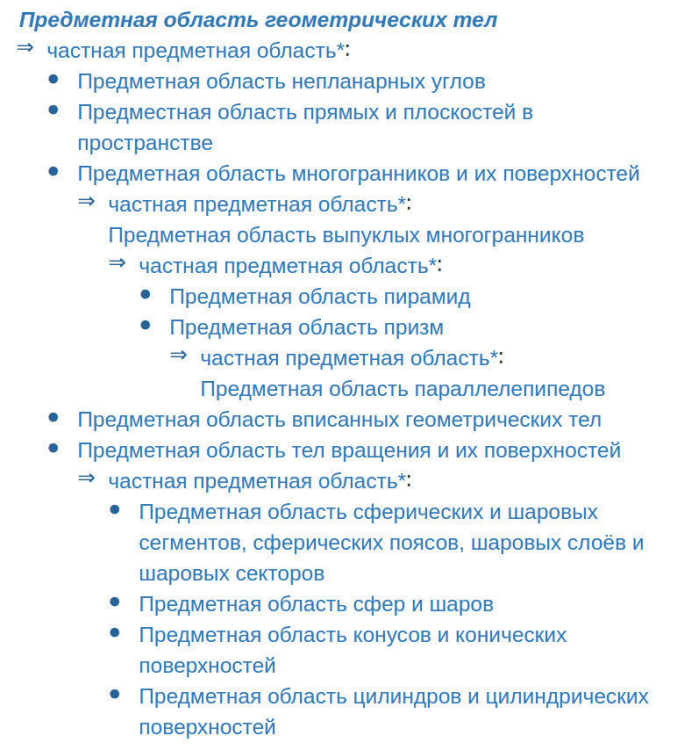 Предметная область геометрических тел
⇒ частная предметная область*:
● Предметная область непланарных углов
● Предместная область прямых и плоскостей в
пространстве
● Предметная область многогранников и их поверхностей
⇒ частная предметная область*:
Предметная область выпуклых многогранников
⇒ частная предметная область*:
● Предметная область пирамид
● Предметная область призм
⇒ частная предметная область*:
Предметная область параллелепипедов
● Предметная область вписанных геометрических тел
● Предметная область тел вращения и их поверхностей
⇒ частная предметная область*:
● Предметная область сферических и шаровых
сегментов, сферических поясов, шаровых слоёв и
шаровых секторов
● Предметная область сфер и шаров
● Предметная область конусов и конических
поверхностей
● Предметная область цилиндров и цилиндрических
поверхностей